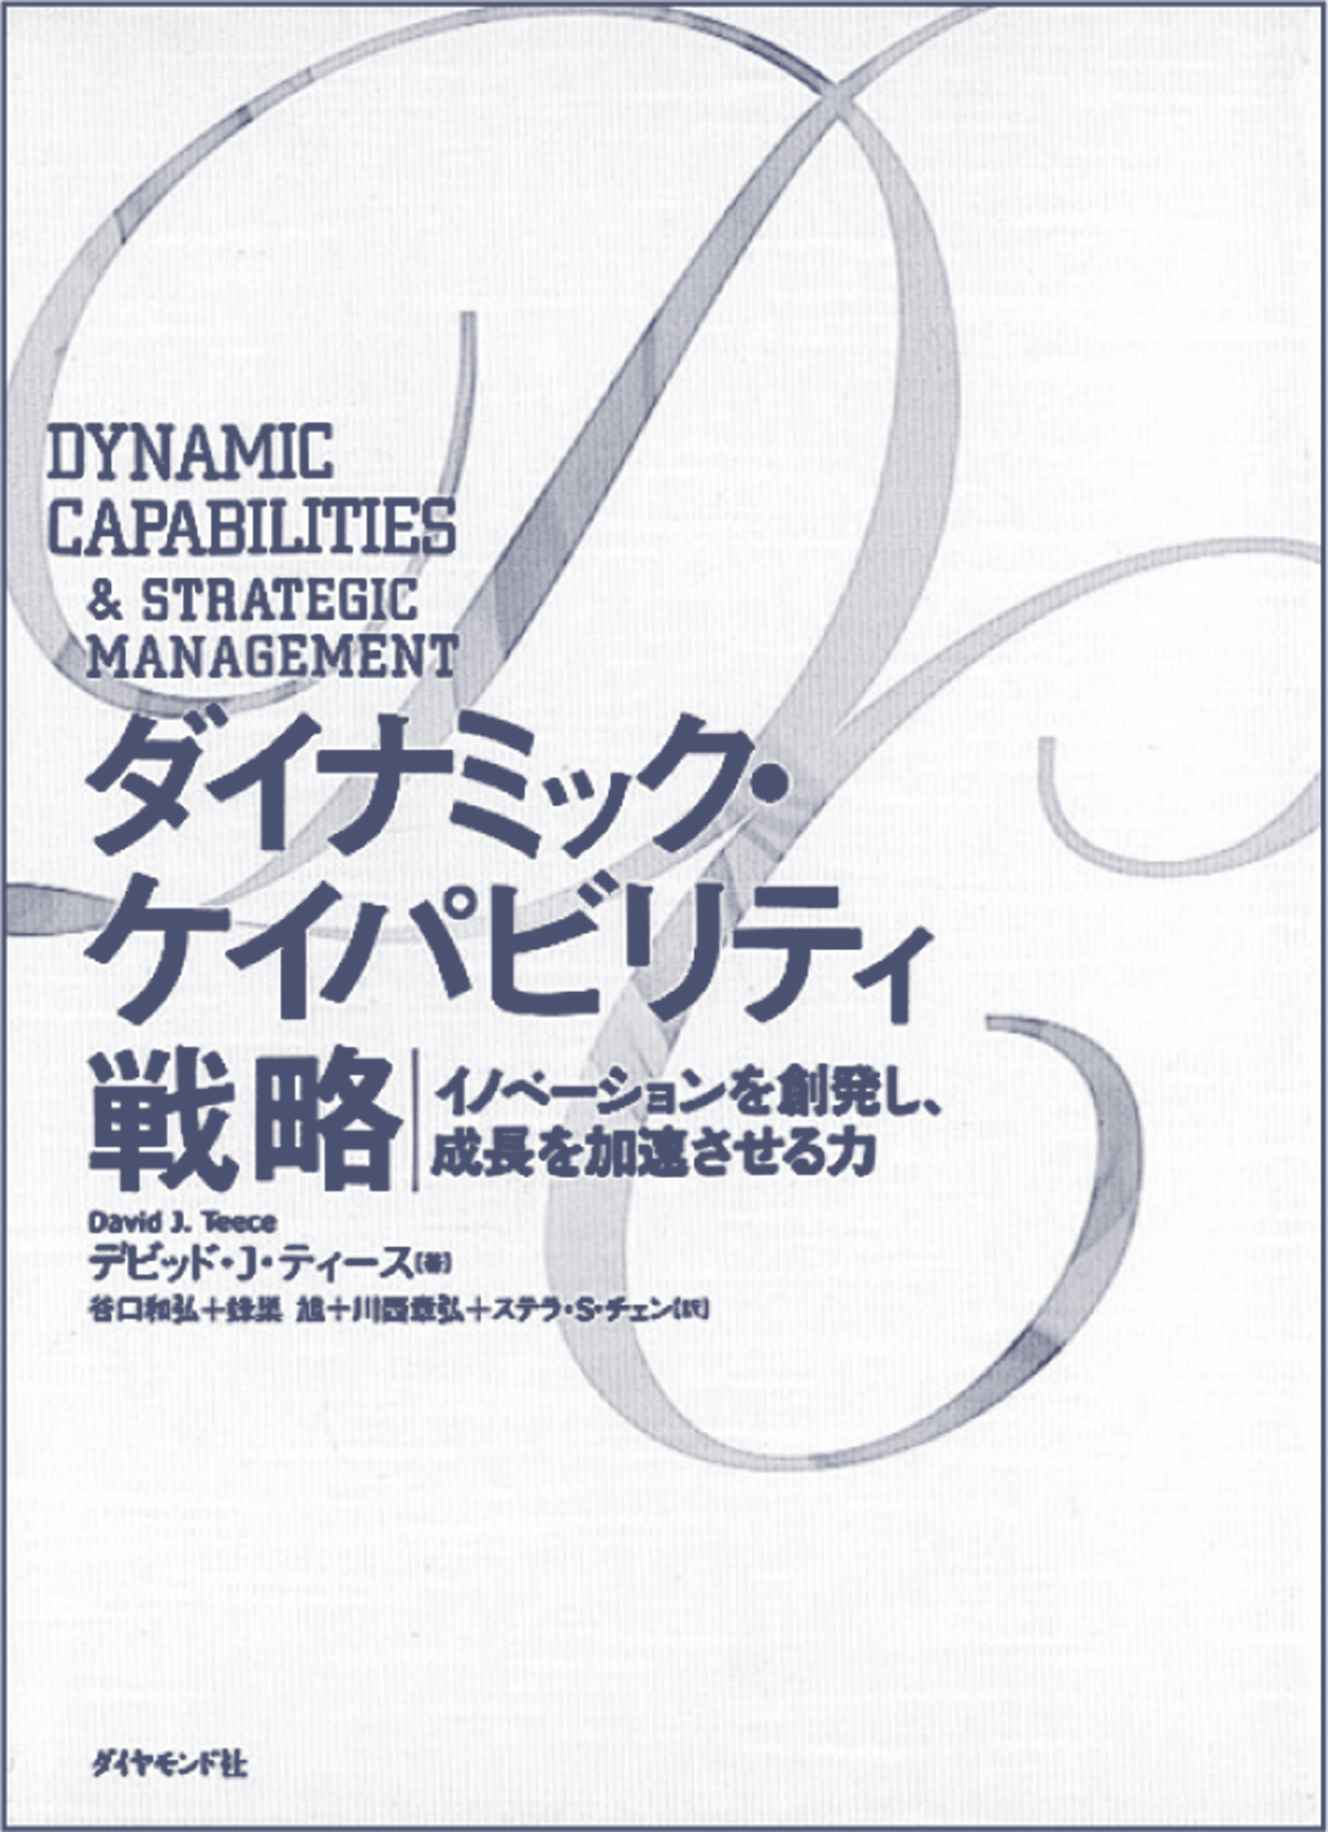 DYNAMIC
CAPABILITIES
& STRATEGIC
MANAGEMENT
ダイナミック・
ケイパビリティ
戦略
イノベーションを創発し、
成長を加速させる力
David J. Teece
デビッド・J・ティース[著]
谷口和弘＋蜂巣 旭＋川西章弘＋ステラ・S・チェン[訳]
ダイヤモンド社